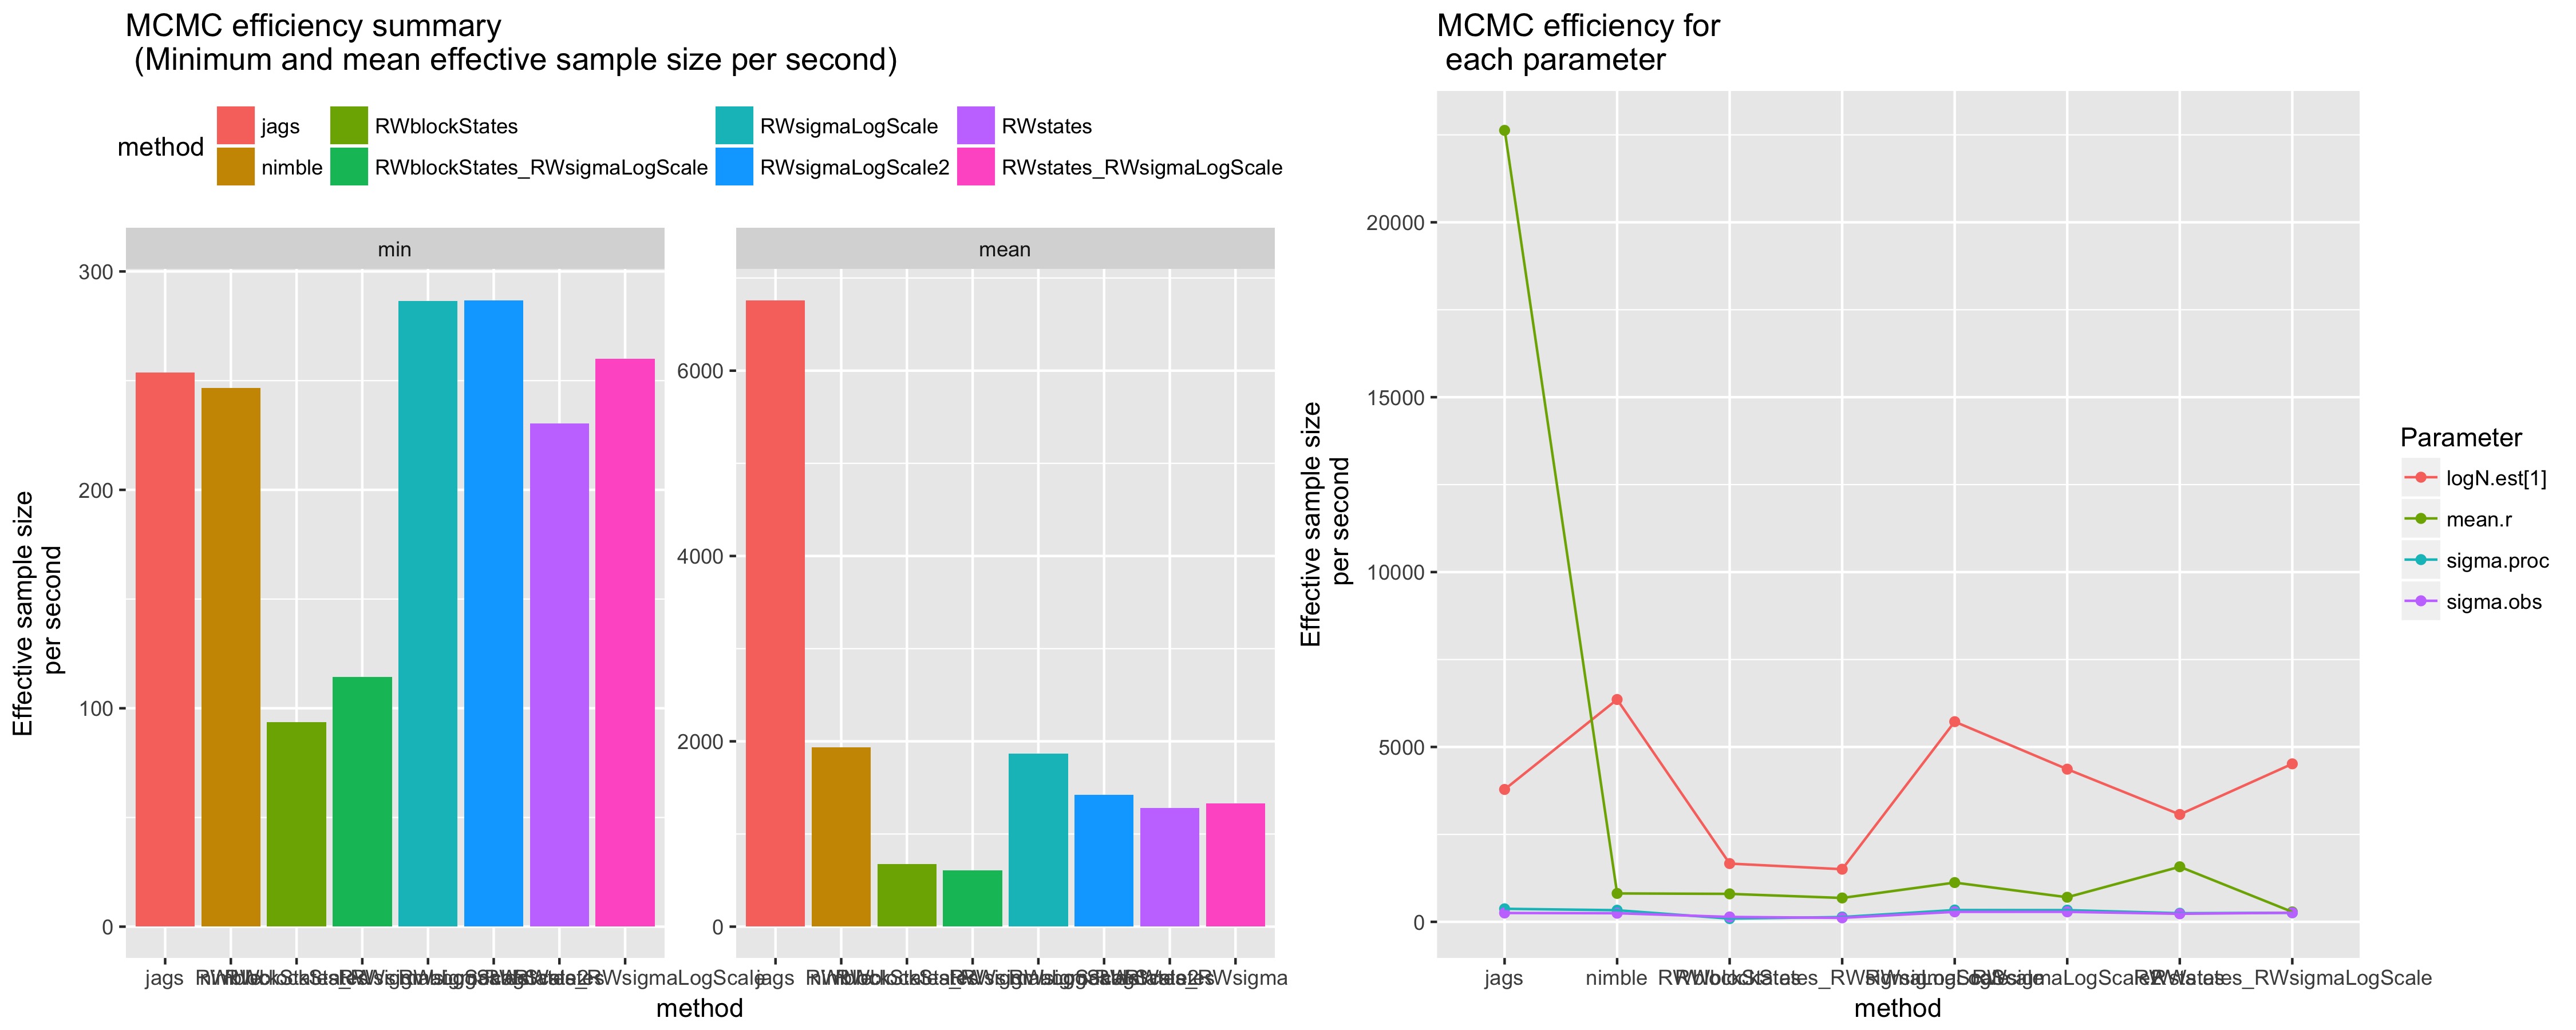 MCMC efficiency summary
(Minimum and mean effective sample size per second)
method
jags
nimble
RWblockStates
RWblockStates_RWsigmaLogScale
RWsigmaLogScale
RWsigmaLogScale2
RWstates
RWstates_RWsigmaLogScale
min
mean
300
200
100
0
6000
4000
2000
0
Effective sample size
per second
jags
jags
method
MCMC efficiency for
each parameter
20000
15000
10000
5000
0
Effective sample size
per second
jags
nimble
method
Parameter
logN.est[1]
mean.r
sigma.proc
sigma.obs